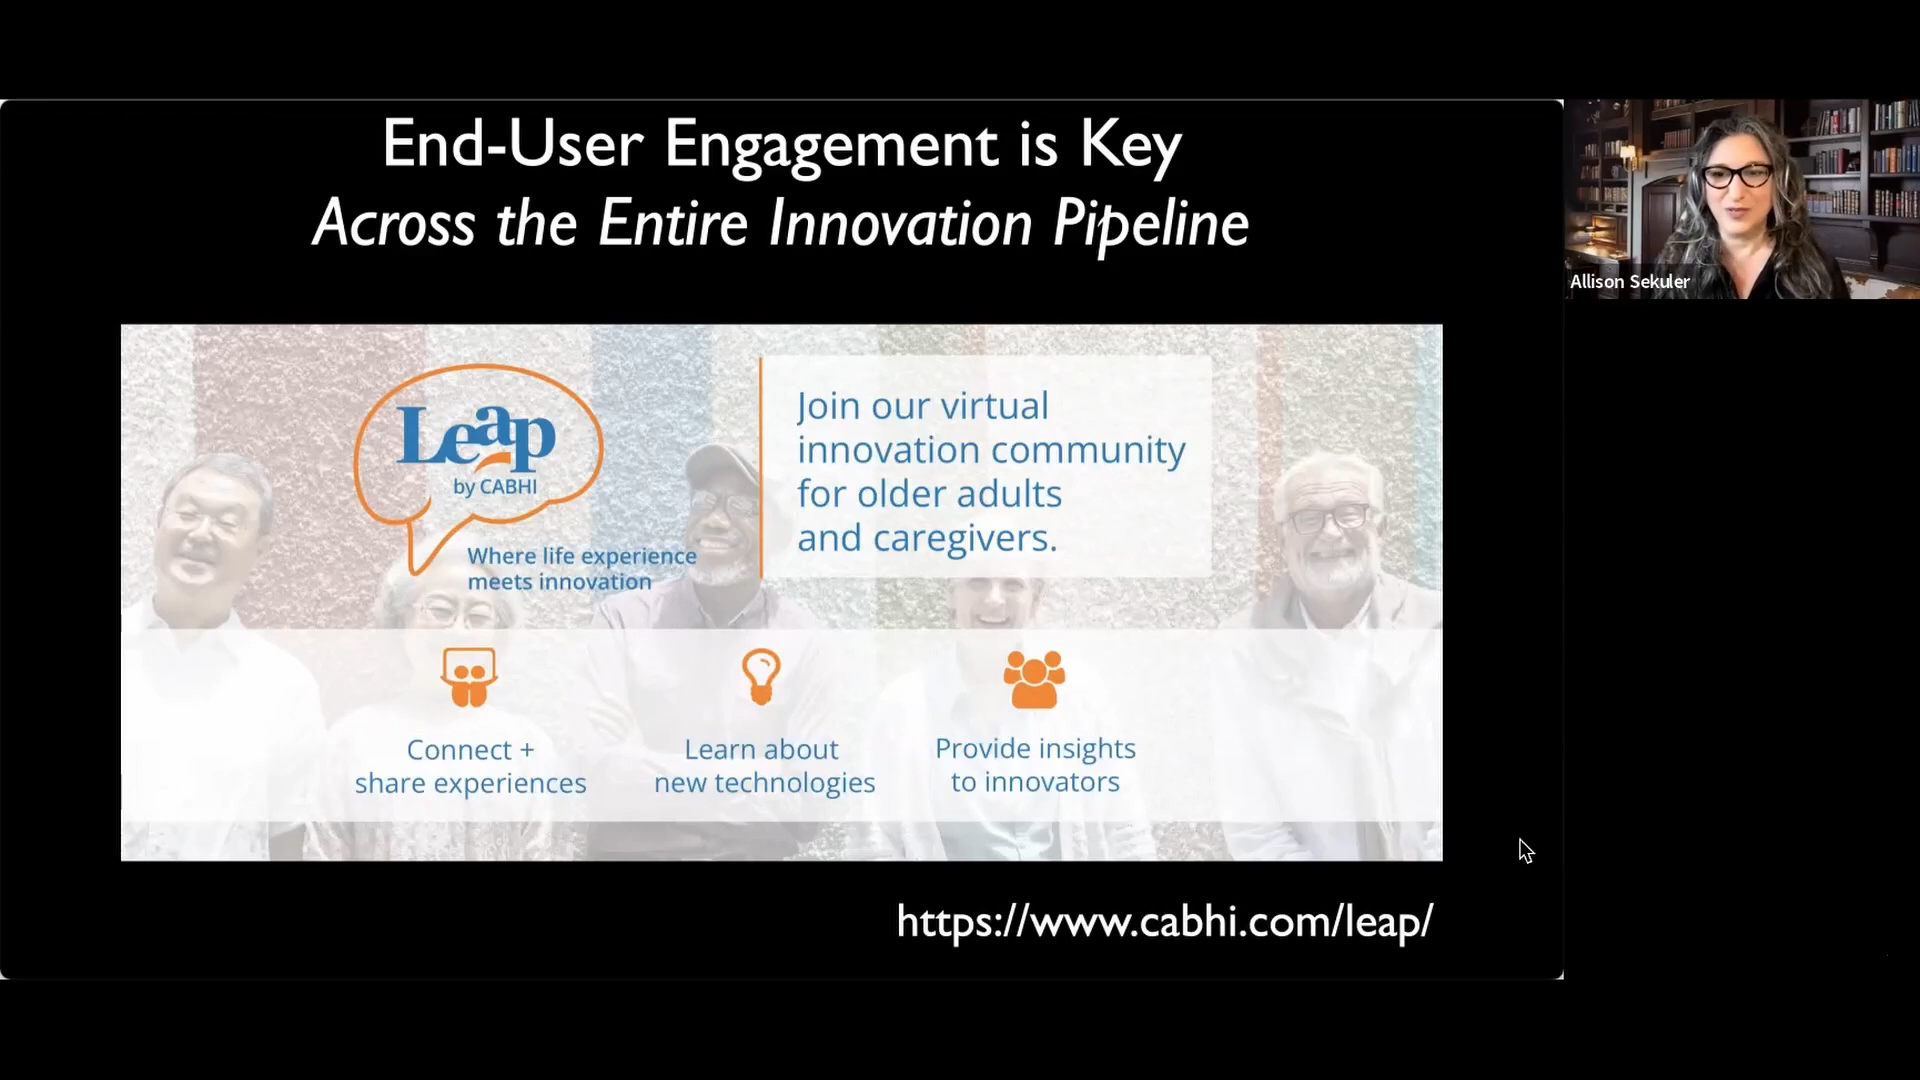 End-User Engagement is Key
Across the Entire Innovation Pipeline
Allison Sekuler
Leap
by CABHI
Where life experience
meets innovation
Join our virtual
innovation community
for older adults
and caregivers.
Connect +
share experiences
Learn about
new technologies
Provide insights
to innovators
https://www.cabhi.com/leap/